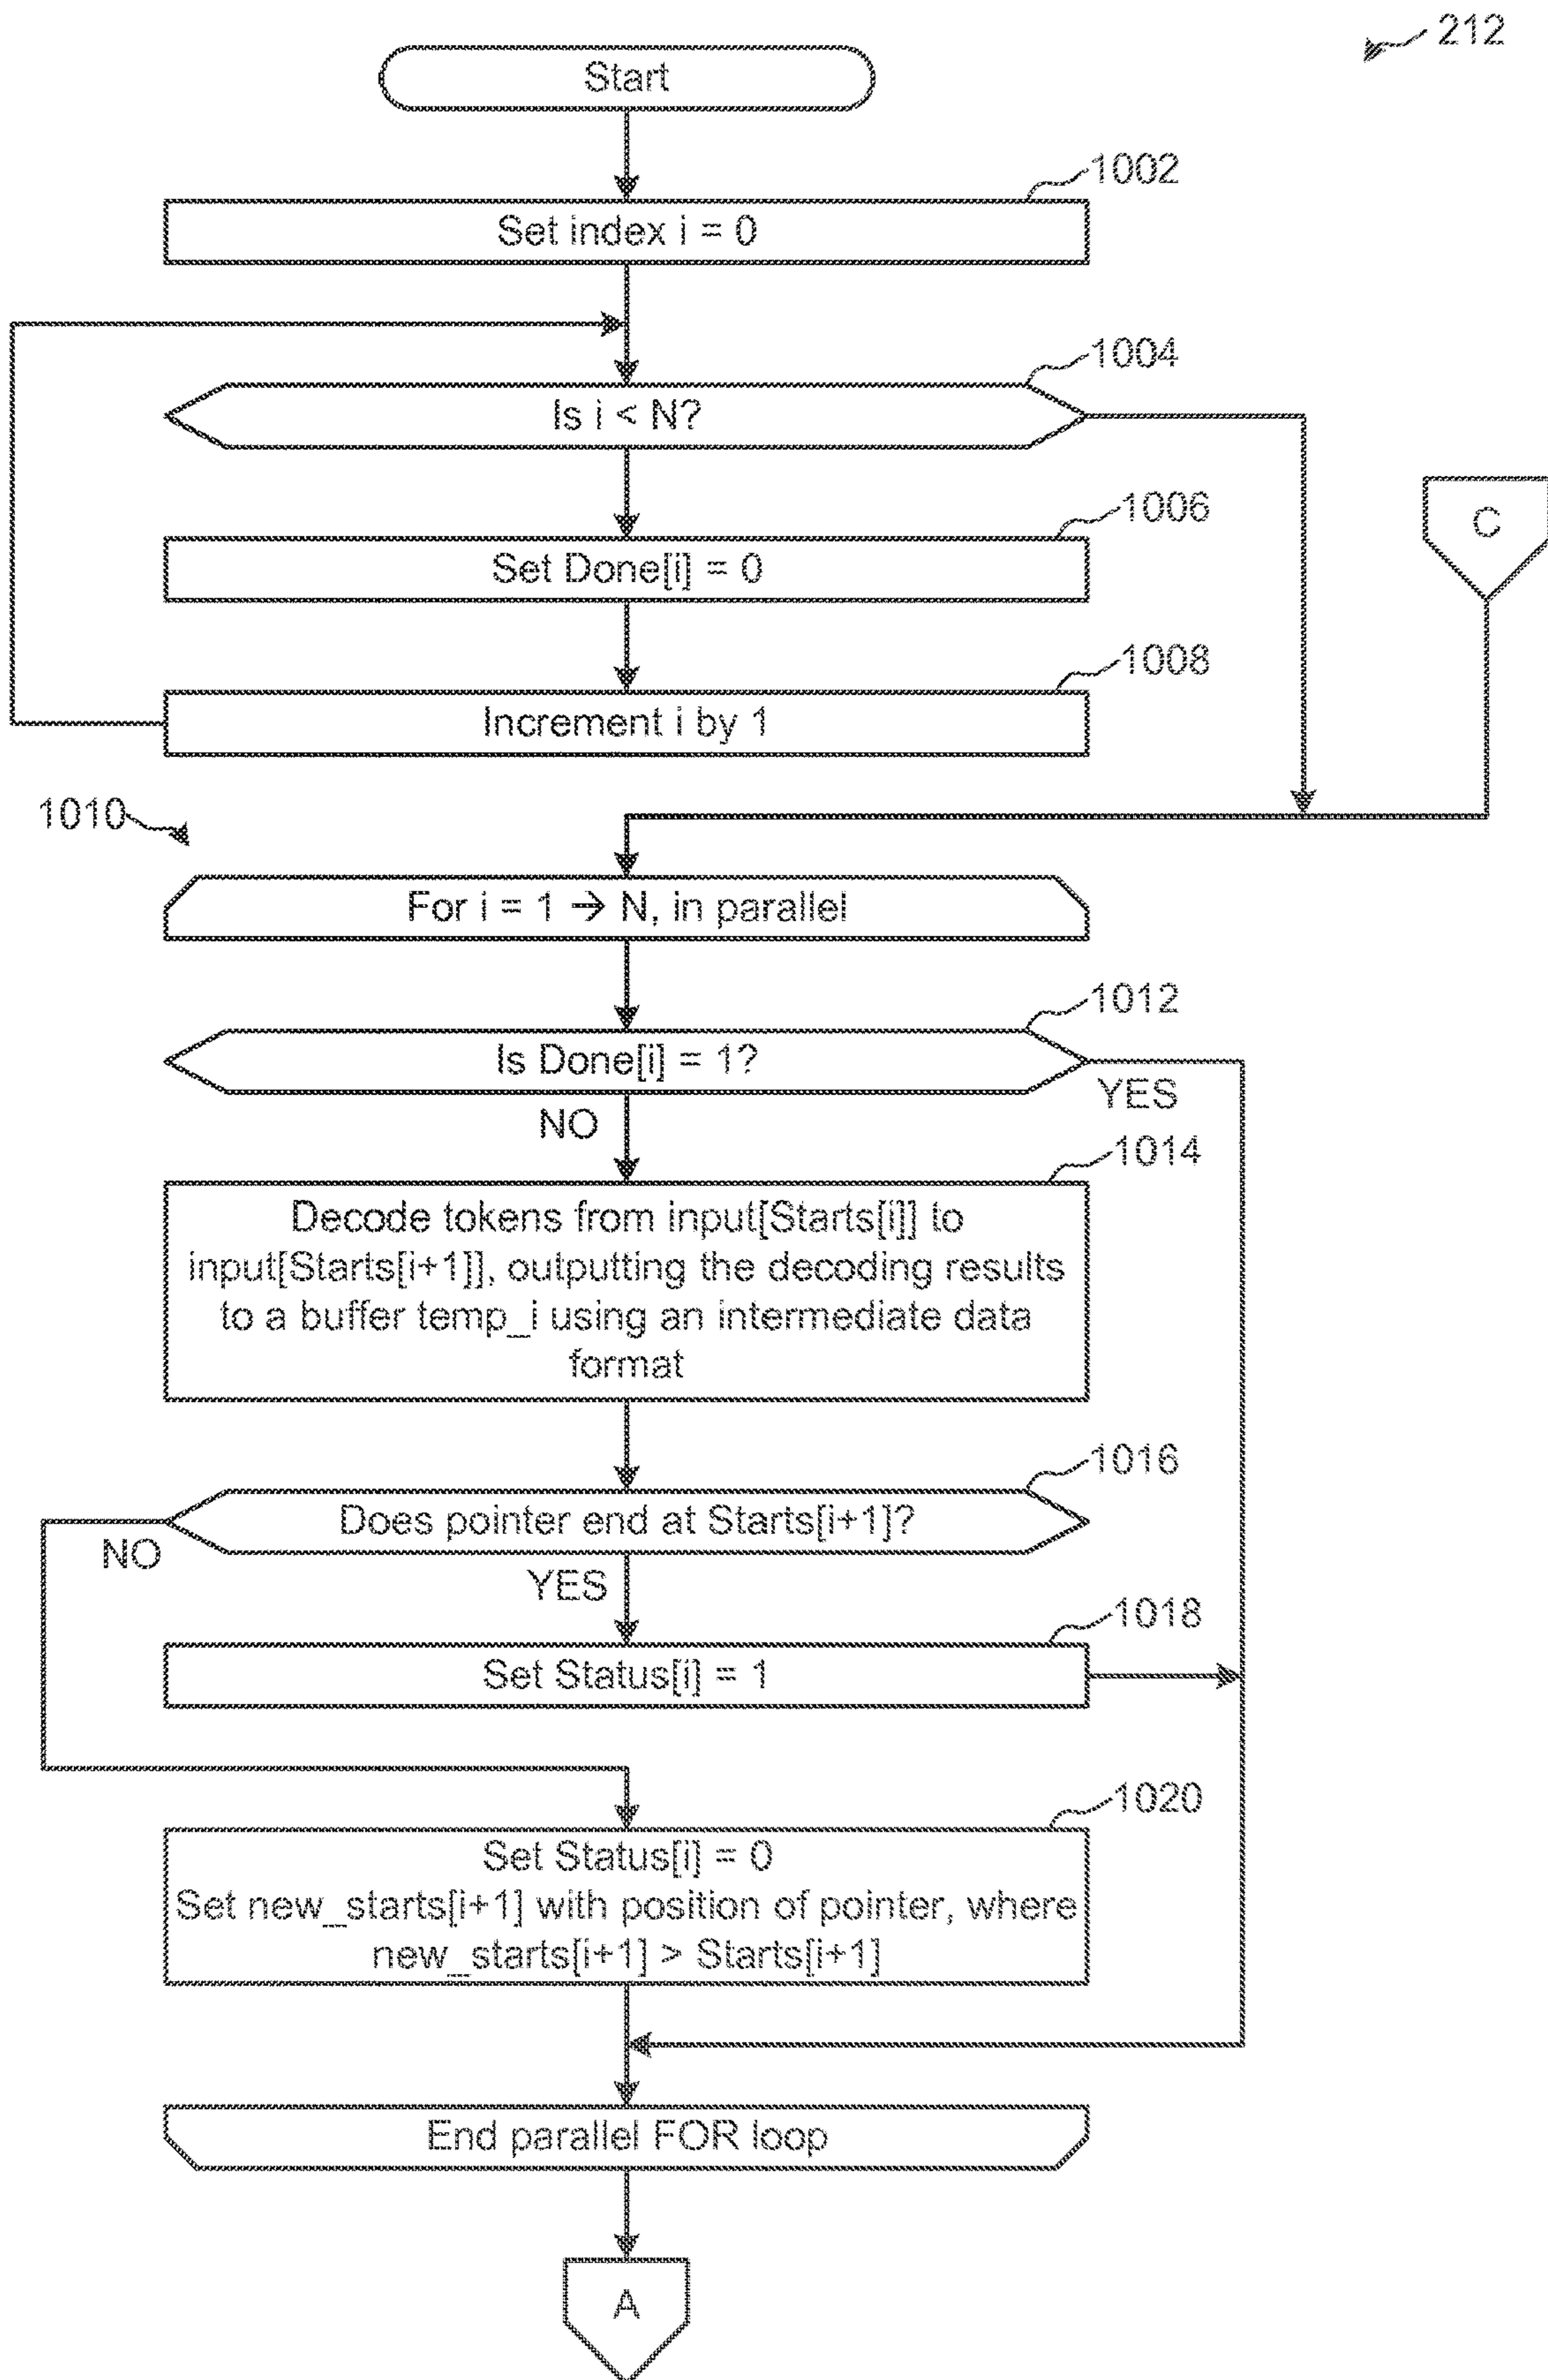 212
Start
1002
Set index i = 0
1004
Is i < N?
1006
Set Done[i] = 0
C
1008
Increment i by 1
1010
For i = 1 → N, in parallel
1012
Is Done[i] = 1?
YES
NO
1014
Decode tokens from input[Starts[i]] to
input[Starts[i+1]], outputting the decoding results
to a buffer temp_i using an intermediate data
format
1016
Does pointer end at Starts[i+1]?
NO
YES
1018
Set Status[i] = 1
1020
Set Status[i] = 0
Set new_starts[i+1] with position of pointer, where
new_starts[i+1] > Starts[i+1]
End parallel FOR loop
A